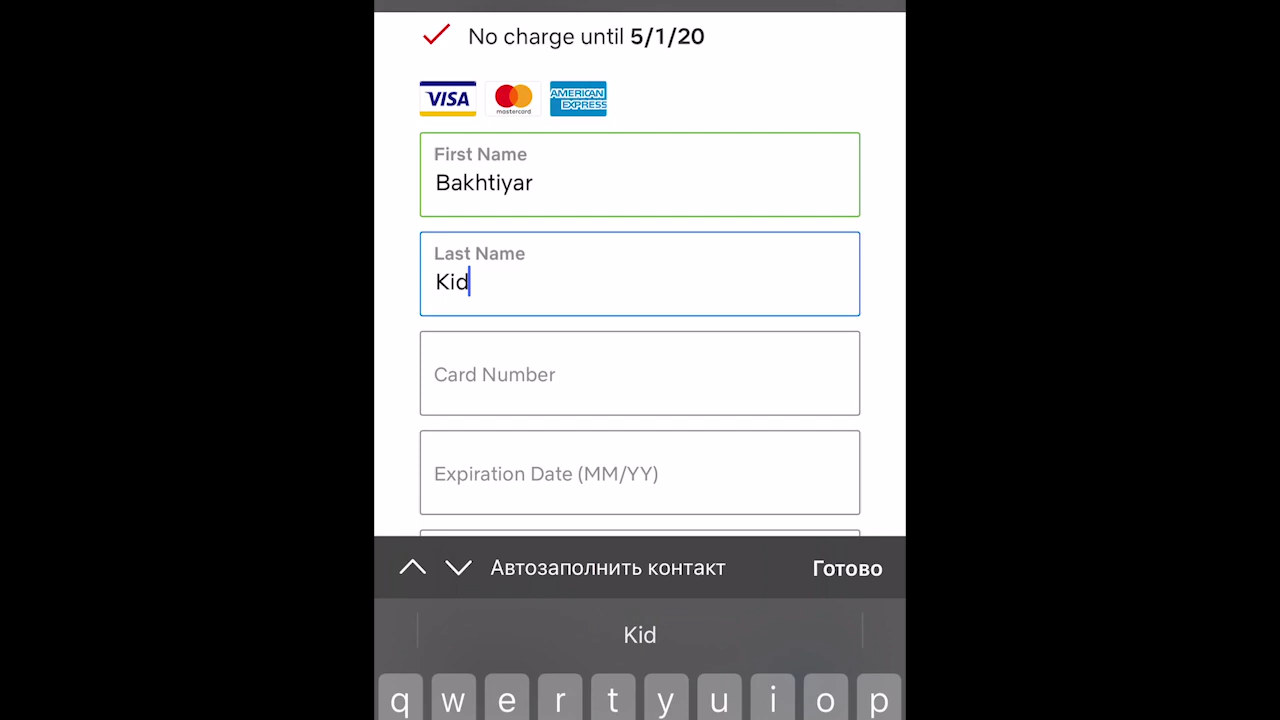 No charge until 5/1/20
VISA
mastercard
AMERICAN
EXPRESS
First Name
Bakhtiyar
Last Name
Kid
Card Number
Expiration Date (MM/YY)
Автозаполнить контакт
Готово
Kid
q w e r t y u i o p